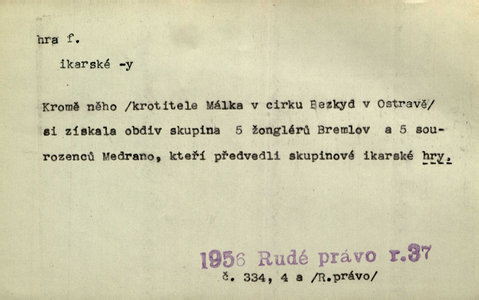 hra f.
ikarské -y
Kromě něho /krotitele Málka v cirku Bezkyd v Ostravě/
si získala obdiv skupina 5 žonglérů Bremlov a 5 sou-
rozenců Medrano, kteří předvedli skupinové ikarské hry.
1956 Rudé právo r.37
č. 334, 4 a /R.právo/